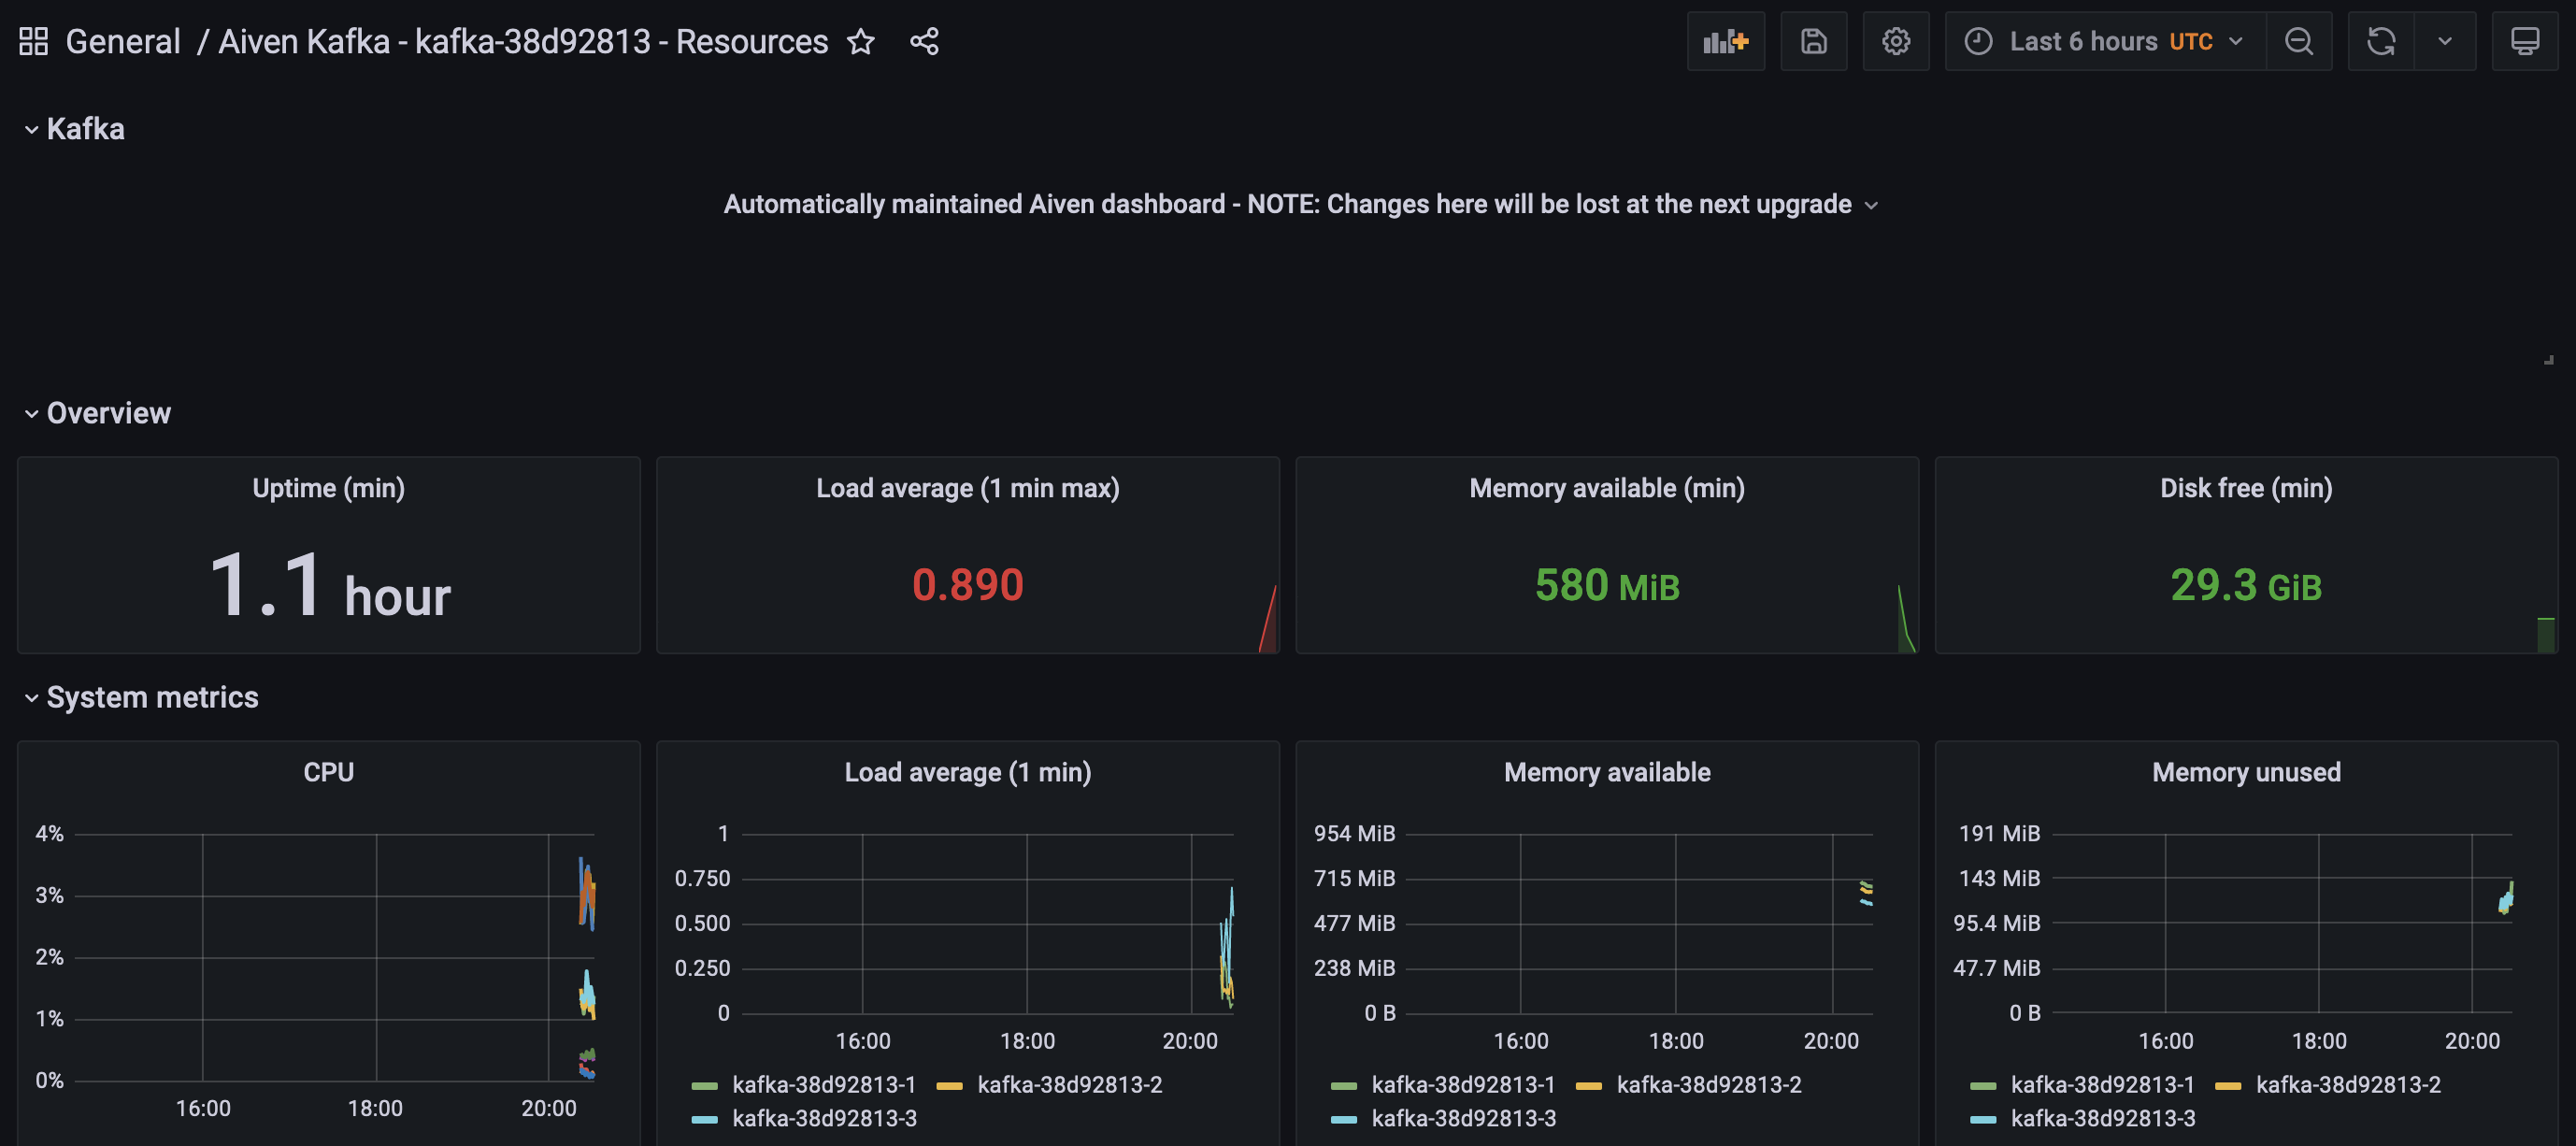 General / Aiven Kafka - kafka-38d92813 - Resources
Last 6 hours UTC
Kafka
Automatically maintained Aiven dashboard - NOTE: Changes here will be lost at the next upgrade
Overview
Uptime (min)
1.1 hour
Load average (1 min max)
0.890
Memory available (min)
580 MiB
Disk free (min)
29.3 GiB
System metrics
CPU
4%
3%
2%
1%
0%
16:00 18:00 20:00
Load average (1 min)
1
0.750
0.500
0.250
0
16:00 18:00 20:00
kafka-38d92813-1 kafka-38d92813-2
kafka-38d92813-3
Memory available
954 MiB
715 MiB
477 MiB
238 MiB
0 B
16:00 18:00 20:00
kafka-38d92813-1 kafka-38d92813-2
kafka-38d92813-3
Memory unused
191 MiB
143 MiB
95.4 MiB
47.7 MiB
0 B
16:00 18:00 20:00
kafka-38d92813-1 kafka-38d92813-2
kafka-38d92813-3